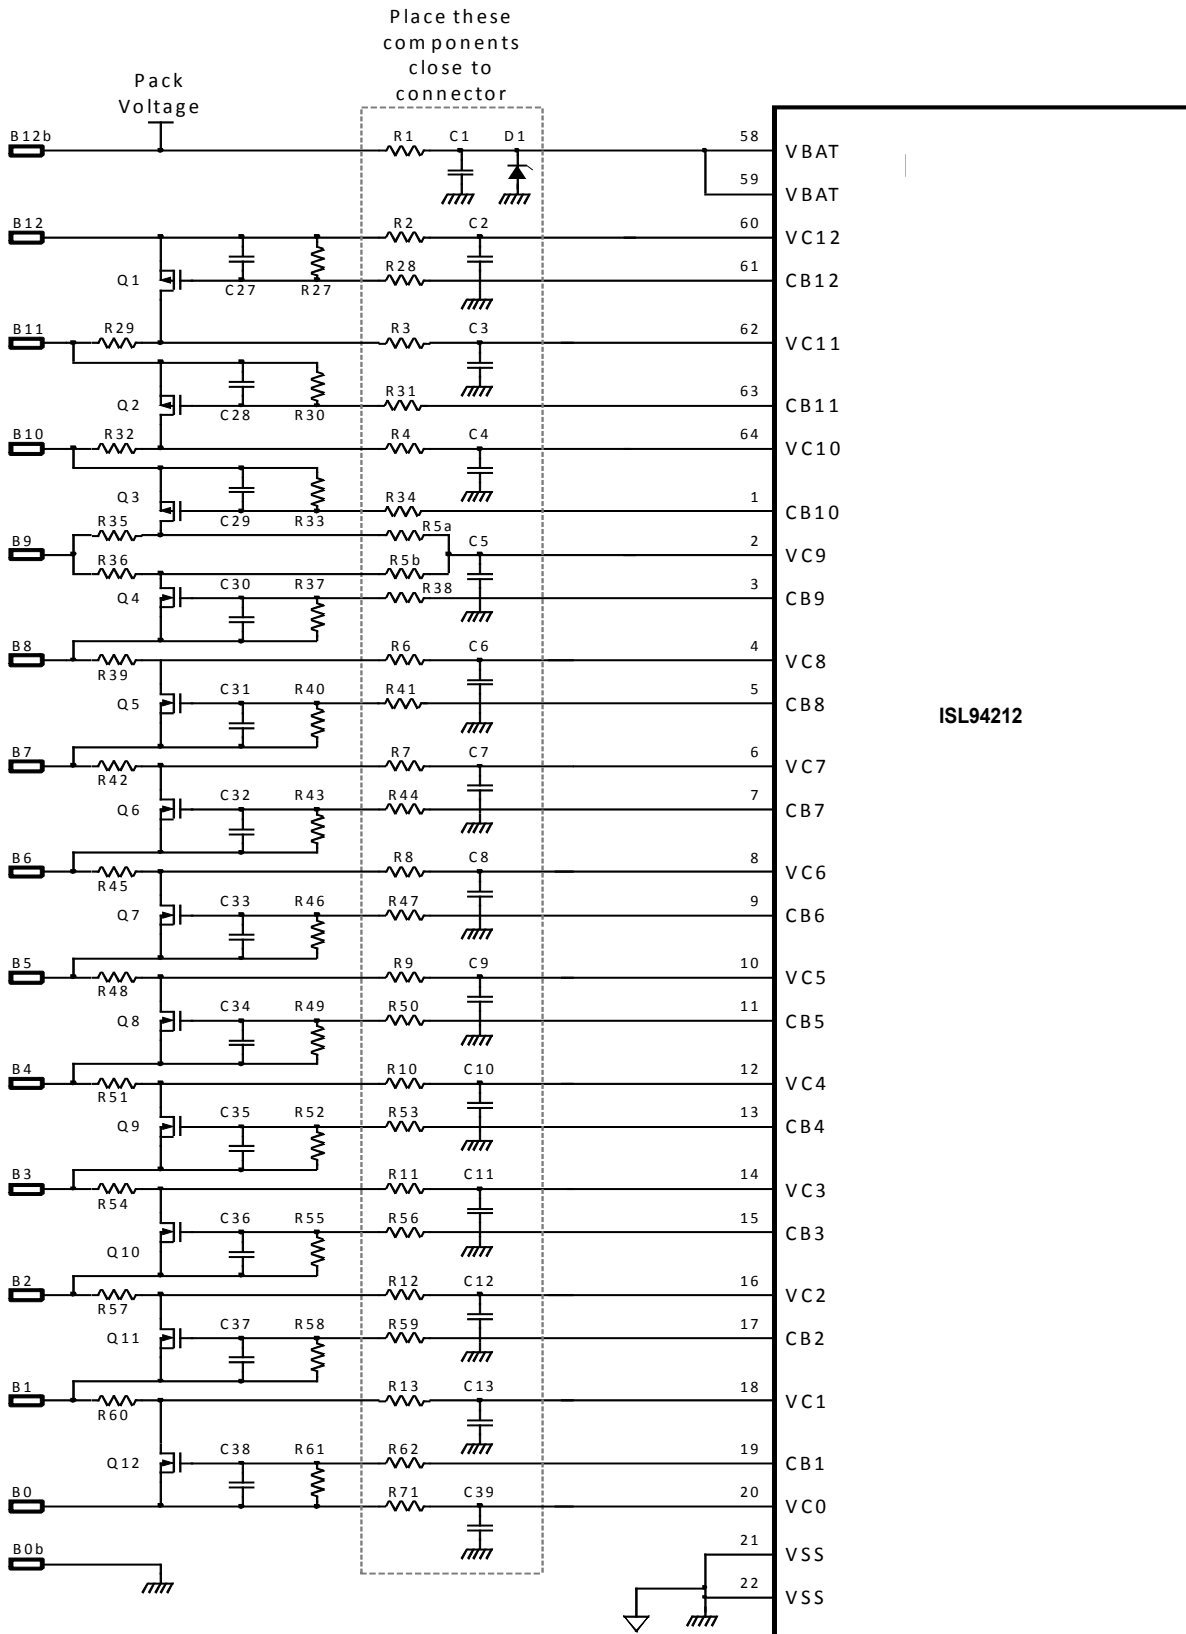 Place these
components
close to
connector
Pack
Voltage
B12b R1 C1 D1 58 VBAT
59 VBAT
B12 R2 C2 60 VC12
Q1 C27 R27 R28 61 CB12
B11 R29 R3 C3 62 VC11
Q2 C28 R30 R31 63 CB11
B10 R32 R4 C4 64 VC10
Q3 C29 R33 R34 1 CB10
B9 R35 R5a C5 2 VC9
R36 R5b
Q4 C30 R37 R38 3 CB9
B8 R39 R6 C6 4 VC8
Q5 C31 R40 R41 5 CB8
ISL94212
B7 R42 R7 C7 6 VC7
Q6 C32 R43 R44 7 CB7
B6 R45 R8 C8 8 VC6
Q7 C33 R46 R47 9 CB6
B5 R48 R9 C9 10 VC5
Q8 C34 R49 R50 11 CB5
B4 R51 R10 C10 12 VC4
Q9 C35 R52 R53 13 CB4
B3 R54 R11 C11 14 VC3
Q10 C36 R55 R56 15 CB3
B2 R57 R12 C12 16 VC2
Q11 C37 R58 R59 17 CB2
B1 R60 R13 C13 18 VC1
Q12 C38 R61 R62 19 CB1
B0 R71 C39 20 VC0
B0b 21 VSS
22 VSS